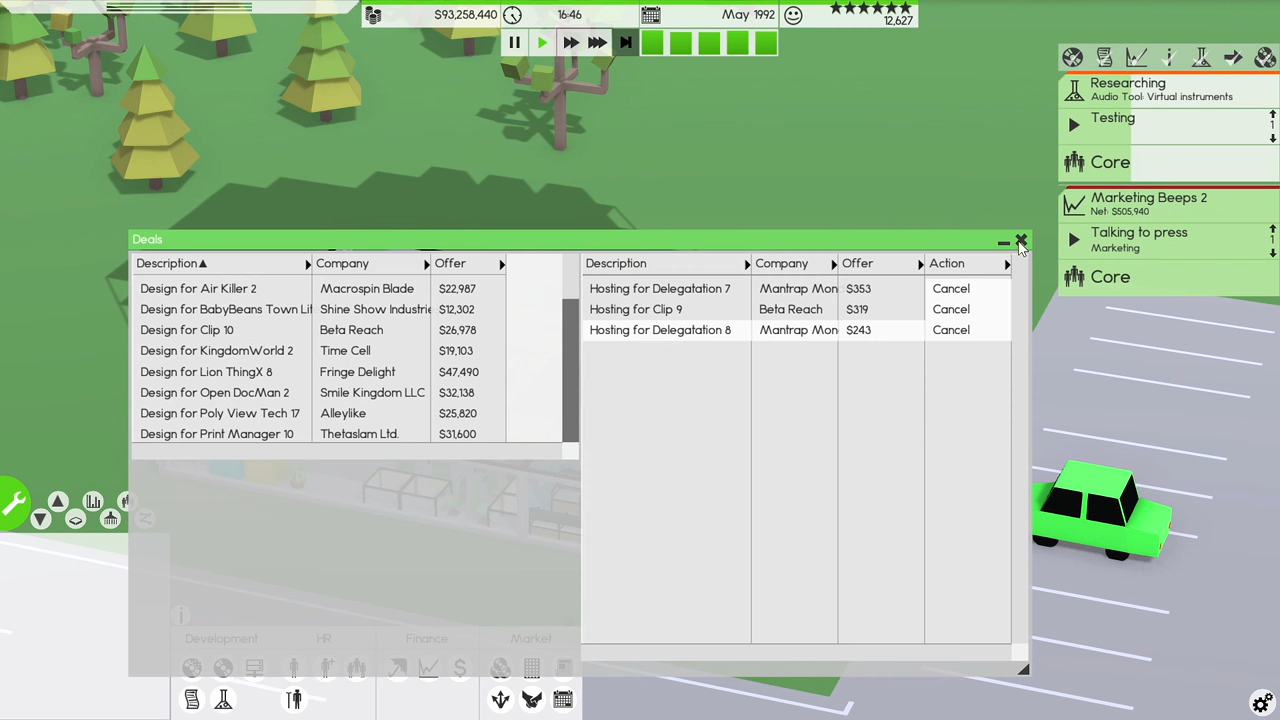 $93,258,440
16:46
May 1992
12,627
Researching
Audio Tool: Virtual instruments
Testing
1
Core
Marketing Beeps 2
Net: $505,940
Talking to press
Marketing
1
Core
Deals
Description Company Offer
Design for Air Killer 2 Macrospin Blade $22,987
Design for BabyBeans Town Lif Shine Show Industrie $12,302
Design for Clip 10 Beta Reach $26,978
Design for KingdomWorld 2 Time Cell $19,103
Design for Lion ThingX 8 Fringe Delight $47,490
Design for Open DocMan 2 Smile Kingdom LLC $32,138
Design for Poly View Tech 17 Alleylike $25,820
Design for Print Manager 10 Thetaslam Ltd. $31,600
Description Company Offer Action
Hosting for Delegatation 7 Mantrap Mon $353 Cancel
Hosting for Clip 9 Beta Reach $319 Cancel
Hosting for Delegatation 8 Mantrap Mon $243 Cancel
Development HR Finance Market